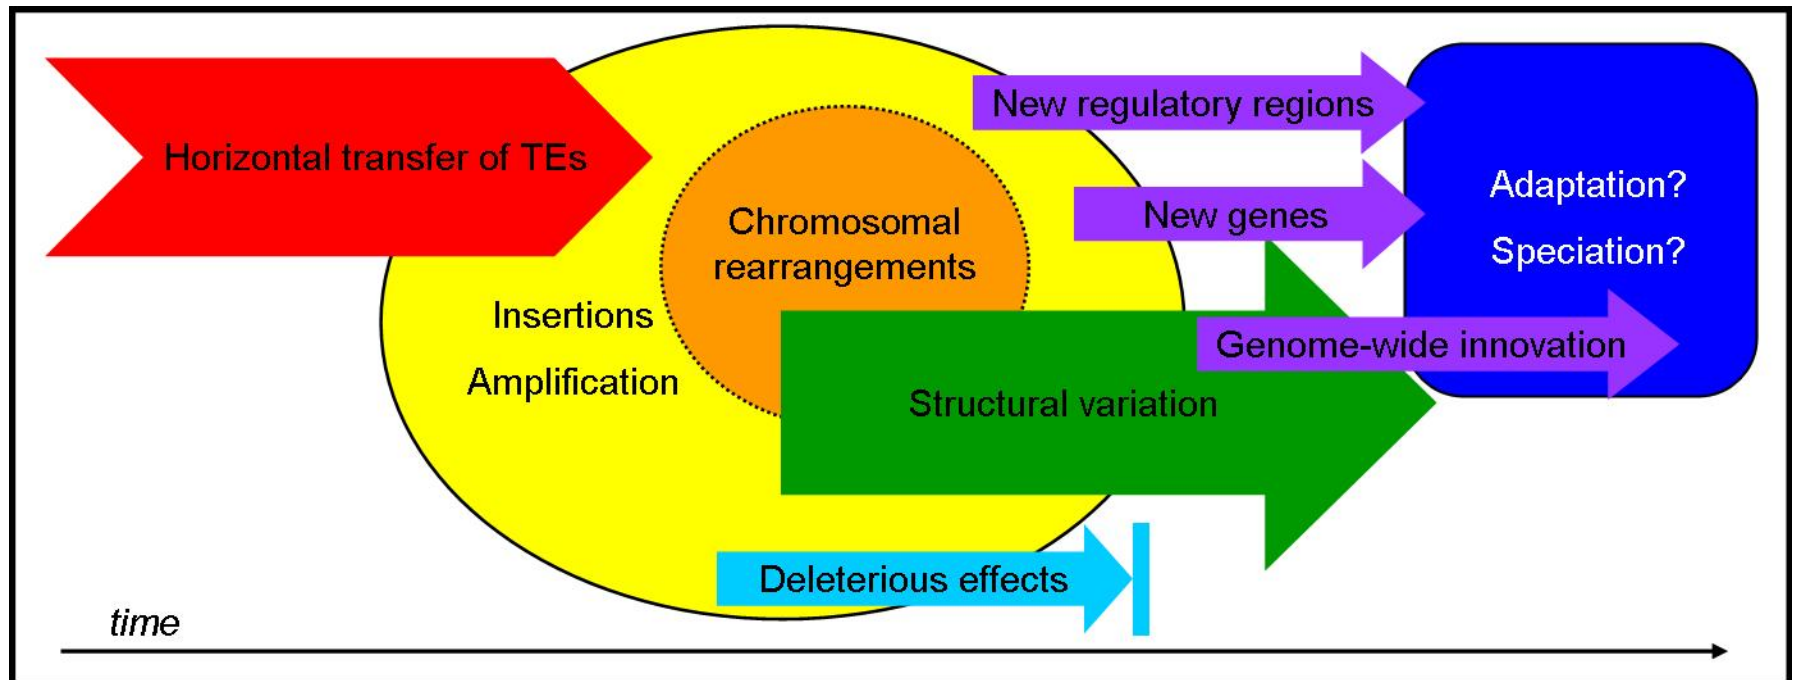 Horizontal transfer of TEs
Chromosomal
rearrangements
Insertions
Amplification
New regulatory regions
New genes
Adaptation?
Speciation?
Genome-wide innovation
Structural variation
Deleterious effects
time